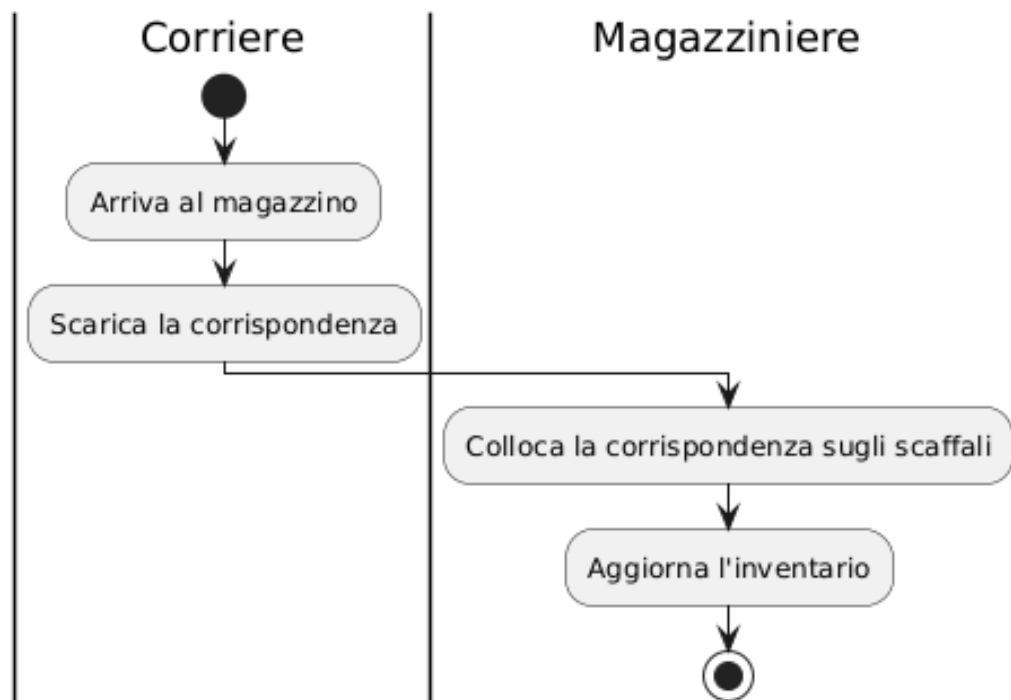 Corriere
Magazziniere
Arriva al magazzino
Scarica la corrispondenza
Colloca la corrispondenza sugli scaffali
Aggiorna l'inventario